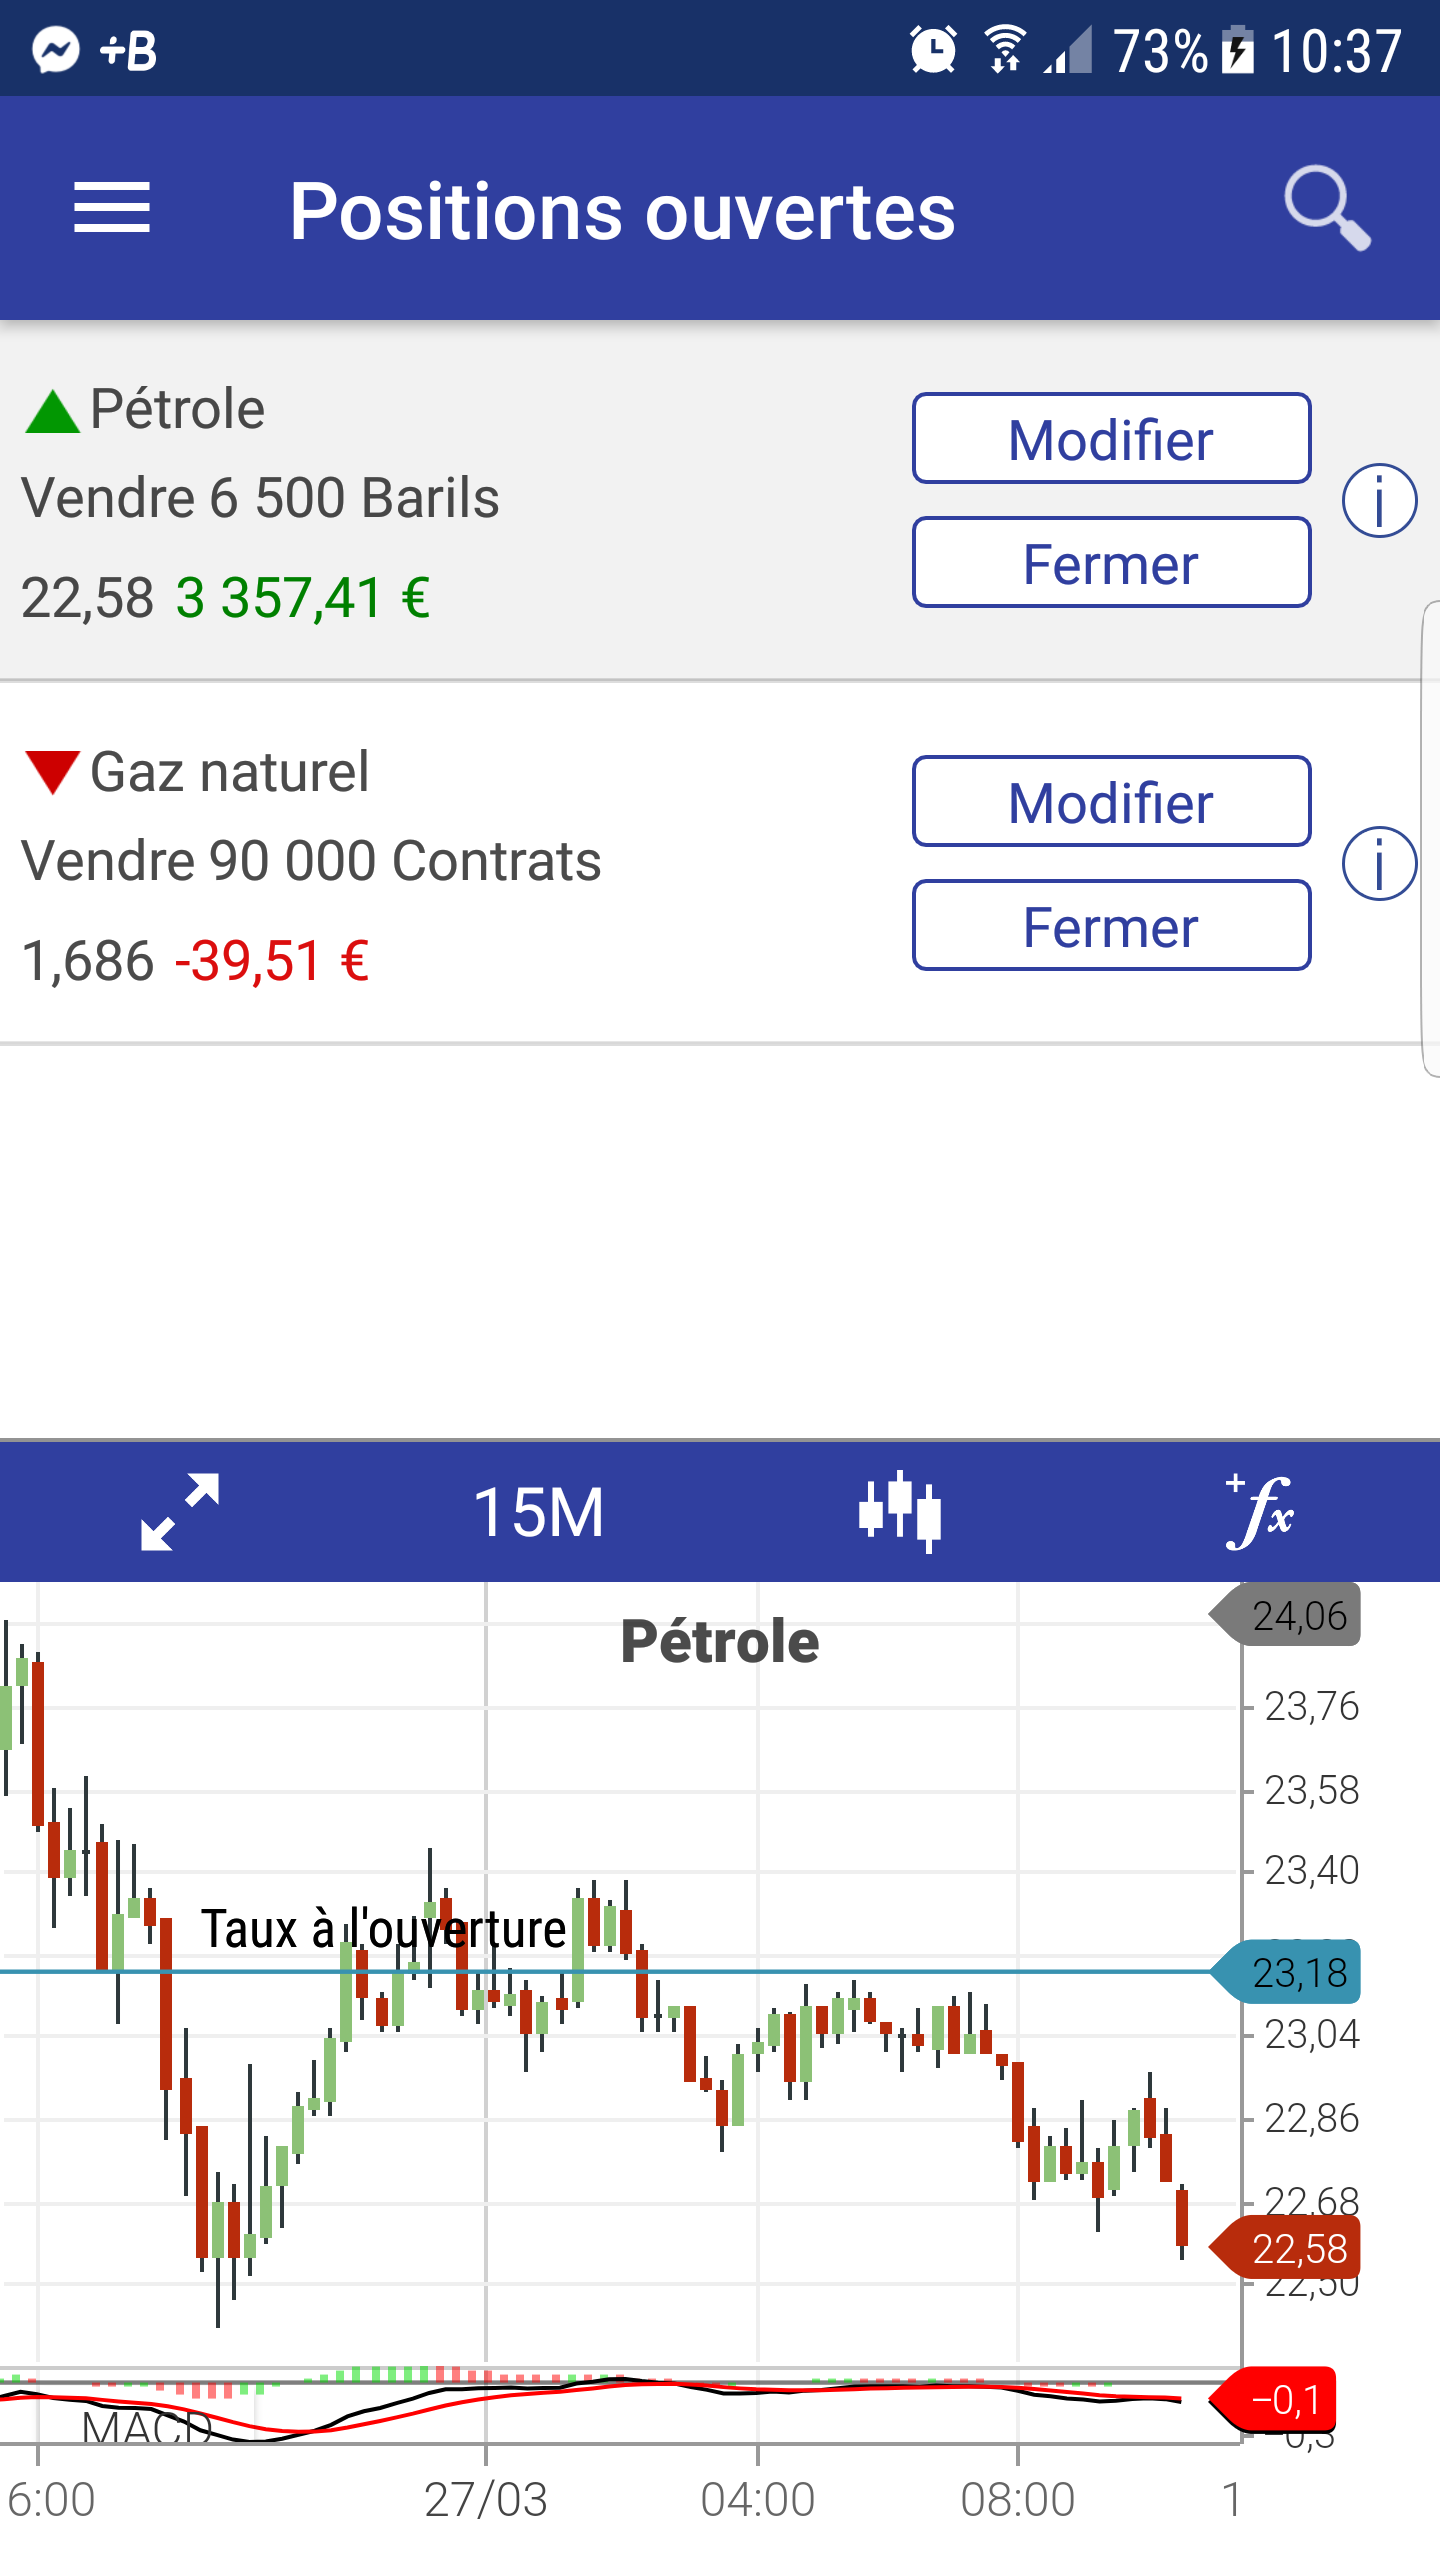 +B 73% 10:37
Positions ouvertes
Pétrole
Vendre 6 500 Barils
22,58 3 357,41 €
Modifier
Fermer
Gaz naturel
Vendre 90 000 Contrats
1,686 -39,51 €
Modifier
Fermer
15M
+fx
Pétrole
24,06
23,76
23,58
23,40
Taux à l'ouverture
23,18
23,04
22,86
22,68
22,58
22,50
MACD
–0,1
–0,3
6:00 27/03 04:00 08:00 1